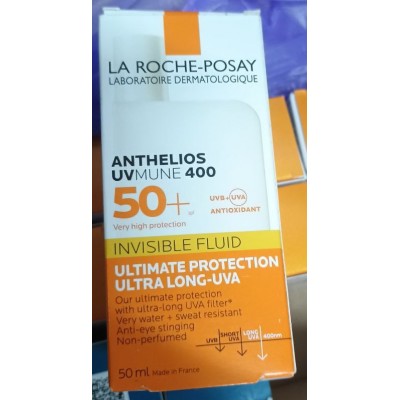 LA ROCHE-POSAY
LABORATOIRE DERMATOLOGIQUE
ANTHELIOS
UVMUNE 400
50+
Very high protection
UVB+UVA
ANTIOXIDANT
INVISIBLE FLUID
ULTIMATE PROTECTION
ULTRA LONG-UVA
Our ultimate protection
with ultra-long UVA filter*
Very water + sweat resistant
Anti-eye stinging
Non-perfumed
UVB
SHORT UVA
LONG UVA
400nm
50 ml Made in France